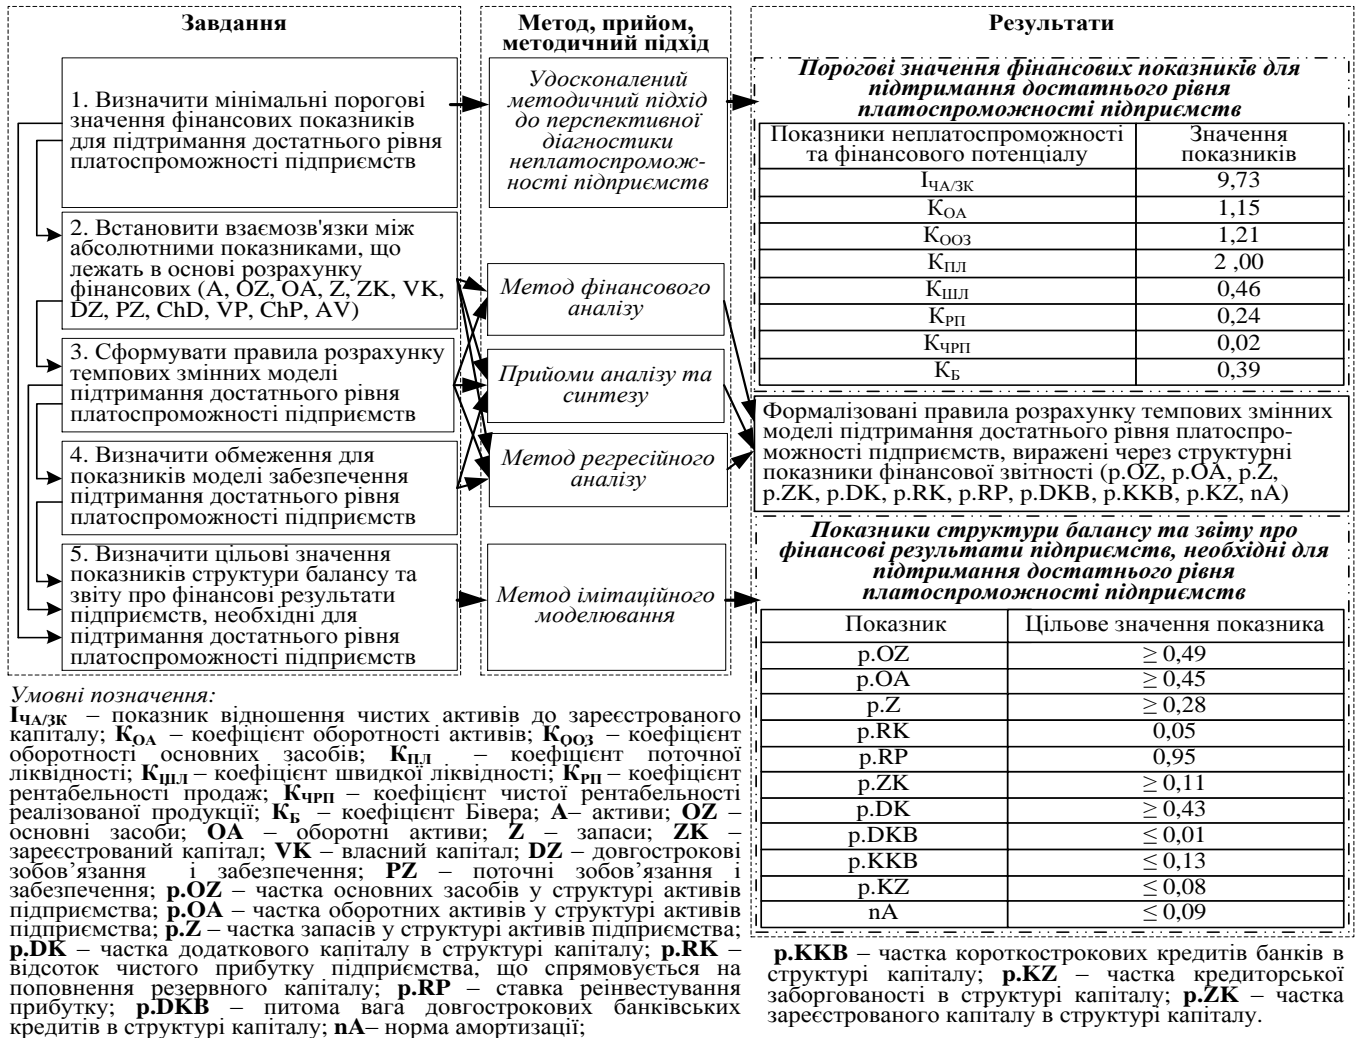 Завдання
1. Визначити мінімальні порогові
значення фінансових показників
для підтримання достатнього рівня
платоспроможності підприємств
2. Встановити взаємозв'язки між
абсолютними показниками, що
лежать в основі розрахунку
фінансових (A, OZ, OA, Z, ZK, VK,
DZ, PZ, ChD, VP, ChP, AV)
3. Сформувати правила розрахунку
темпових змінних моделі
підтримання достатнього рівня
платоспроможності підприємств
4. Визначити обмеження для
показників моделі забезпечення
підтримання достатнього рівня
платоспроможності підприємств
5. Визначити цільові значення
показників структури балансу та
звіту про фінансові результати
підприємств, необхідні для
підтримання достатнього рівня
платоспроможності підприємств
Метод, прийом,
методичний підхід
Удосконалений
методичний підхід
до перспективної
діагностики
неплатоспромож-
ності підприємств
Метод фінансового
аналізу
Прийоми аналізу та
синтезу
Метод регресійного
аналізу
Метод імітаційного
моделювання
Результати
Порогові значення фінансових показників для
підтримання достатнього рівня
платоспроможності підприємств
Показники неплатоспроможності Значення
та фінансового потенціалу показників
IЧА/ЗК 9,73
КОА 1,15
КООЗ 1,21
КПЛ 2 ,00
КШЛ 0,46
КРП 0,24
КЧРП 0,02
КБ 0,39
Формалізовані правила розрахунку темпових змінних
моделі підтримання достатнього рівня платоспро-
можності підприємств, виражені через структурні
показники фінансової звітності (p.OZ, p.OA, p.Z,
p.ZK, p.DK, p.RK, p.RP, p.DKB, p.KKB, p.KZ, nA)
Показники структури балансу та звіту про
фінансові результати підприємств, необхідні для
підтримання достатнього рівня
платоспроможності підприємств
Показник Цільове значення показника
p.OZ ≥ 0,49
p.OA ≥ 0,45
p.Z ≥ 0,28
p.RK 0,05
p.RP 0,95
p.ZK ≥ 0,11
p.DK ≥ 0,43
p.DKB ≤ 0,01
p.KKB ≤ 0,13
p.KZ ≤ 0,08
nA ≤ 0,09
Умовні позначення:
IЧА/ЗК – показник відношення чистих активів до зареєстрованого
капіталу; КОА – коефіцієнт оборотності активів; КООЗ – коефіцієнт
оборотності основних засобів; КПЛ – коефіцієнт поточної
ліквідності; КШЛ – коефіцієнт швидкої ліквідності; КРП – коефіцієнт
рентабельності продаж; КЧРП – коефіцієнт чистої рентабельності
реалізованої продукції; КБ – коефіцієнт Бівера; А– активи; OZ –
основні засоби; OA – оборотні активи; Z – запаси; ZK –
зареєстрований капітал; VK – власний капітал; DZ – довгострокові
зобов’язання і забезпечення; PZ – поточні зобов’язання і
забезпечення; p.OZ – частка основних засобів у структурі активів
підприємства; p.OA – частка оборотних активів у структурі активів
підприємства; p.Z – частка запасів у структурі активів підприємства;
p.DK – частка додаткового капіталу в структурі капіталу; p.RK –
відсоток чистого прибутку підприємства, що спрямовується на
поповнення резервного капіталу; p.RP – ставка реінвестування
прибутку; p.DKB – питома вага довгострокових банківських
кредитів в структурі капіталу; nA– норма амортизації;
p.KKB – частка короткострокових кредитів банків в
структурі капіталу; p.KZ – частка кредиторської
заборгованості в структурі капіталу; p.ZK – частка
зареєстрованого капіталу в структурі капіталу.